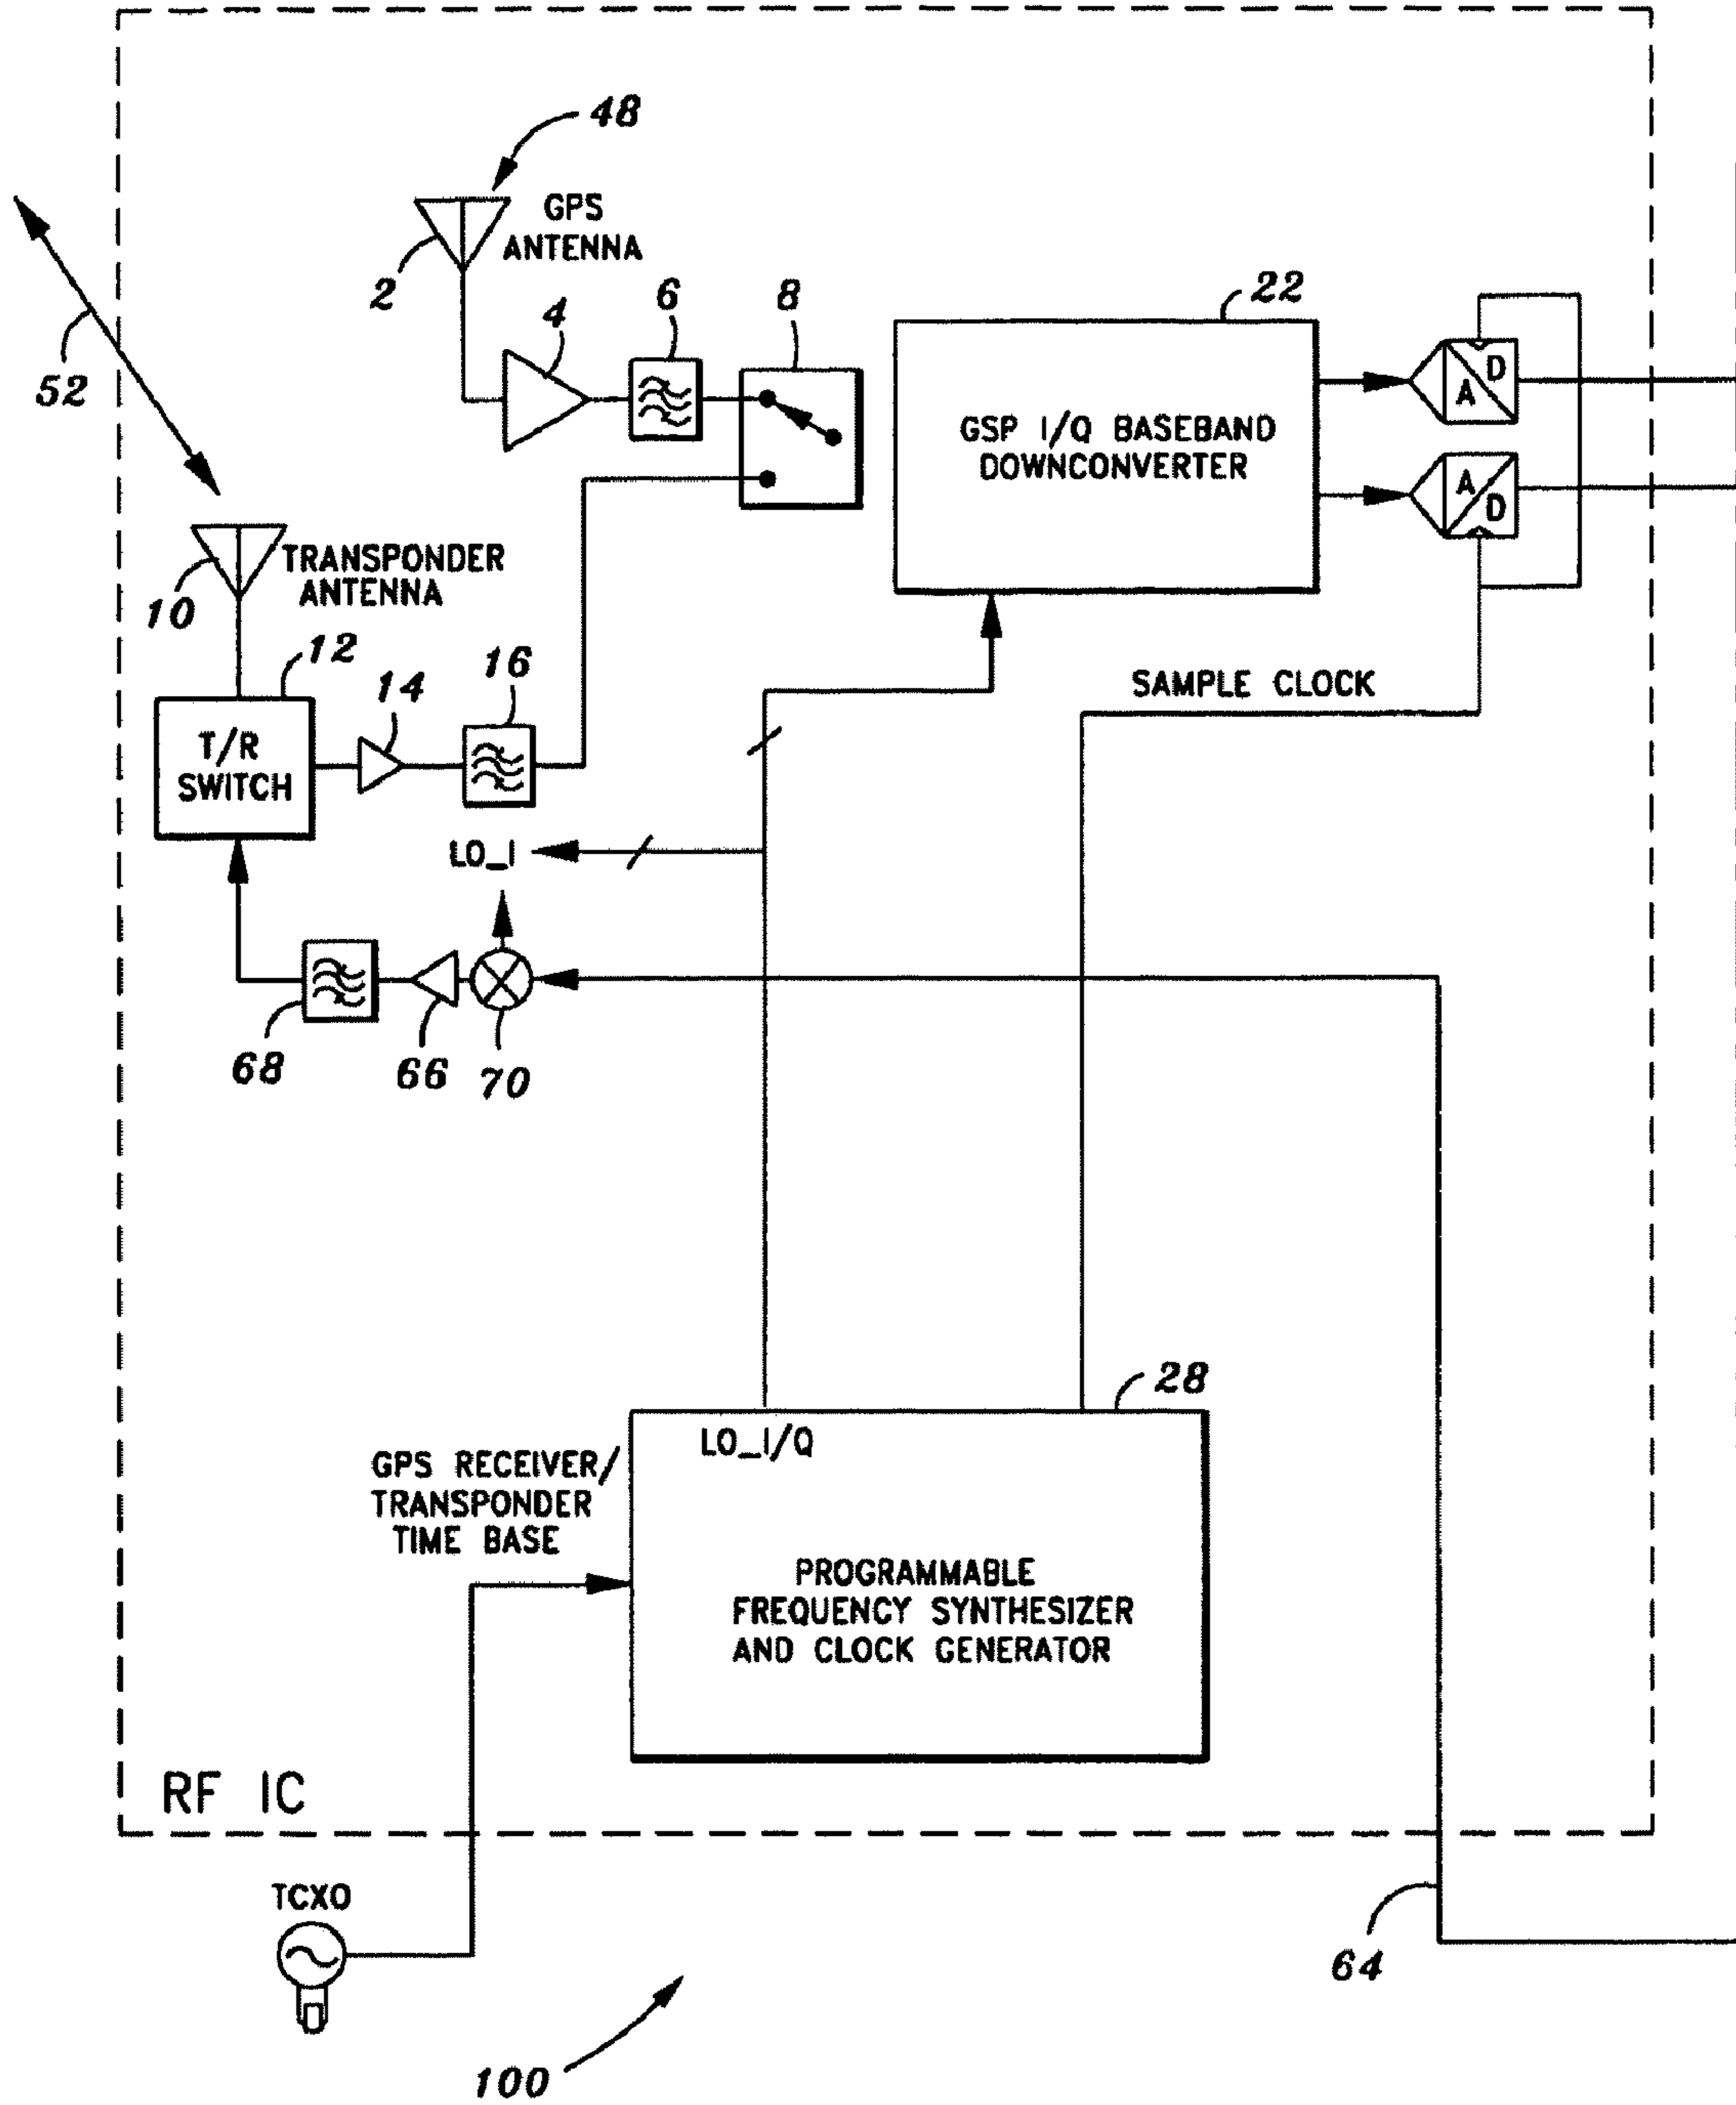 48
GPS
ANTENNA
2
4
6
8
22
52
GSP I/Q BASEBAND
DOWNCONVERTER
A D
A D
10
TRANSPONDER
ANTENNA
12
14
16
T/R
SWITCH
SAMPLE CLOCK
LO_I
68
66
70
28
LO_I/Q
GPS RECEIVER/
TRANSPONDER
TIME BASE
PROGRAMMABLE
FREQUENCY SYNTHESIZER
AND CLOCK GENERATOR
RF IC
TCXO
64
100